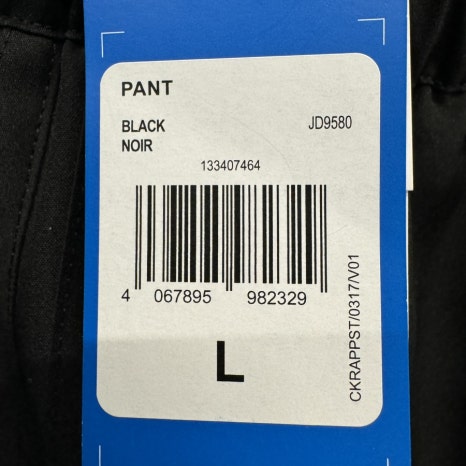 PANT
BLACK JD9580
NOIR
133407464
4 067895 982329
L
CKRAPPST/0317/V01